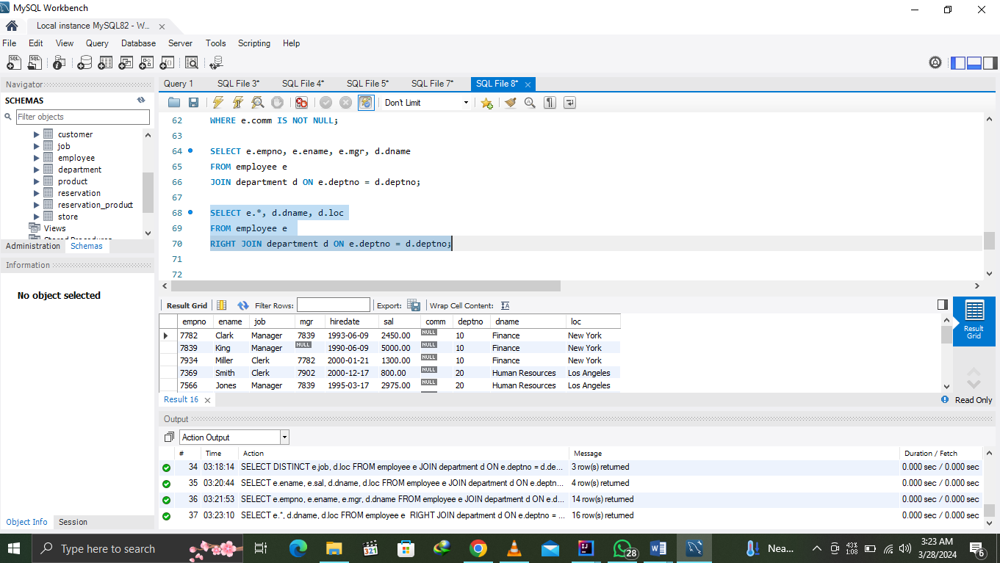 MySQL Workbench
Local instance MySQL82 - W...
File Edit View Query Database Server Tools Scripting Help
Navigator
Query 1 SQL File 3* SQL File 4* SQL File 5* SQL File 7* SQL File 8*
SCHEMAS
Filter objects
customer
job
employee
department
product
reservation
reservation_product
store
Views
Stored Procedures
Administration Schemas
Information
No object selected
Object Info Session
Don't Limit
62 WHERE e.comm IS NOT NULL;
63
64 SELECT e.empno, e.ename, e.mgr, d.dname
65 FROM employee e
66 JOIN department d ON e.deptno = d.deptno;
67
68 SELECT e.*, d.dname, d.loc
69 FROM employee e
70 RIGHT JOIN department d ON e.deptno = d.deptno;
71
72
Result Grid Filter Rows: Export: Wrap Cell Content:
empno ename job mgr hiredate sal comm deptno dname loc
7782 Clark Manager 7839 1993-06-09 2450.00 NULL 10 Finance New York
7839 King Manager NULL 1990-06-09 5000.00 NULL 10 Finance New York
7934 Miller Clerk 7782 2000-01-21 1300.00 NULL 10 Finance New York
7369 Smith Clerk 7902 2000-12-17 800.00 NULL 20 Human Resources Los Angeles
7566 Jones Manager 7839 1995-03-17 2975.00 NULL 20 Human Resources Los Angeles
Result Grid
Result 16
Read Only
Output
Action Output
# Time Action Message Duration / Fetch
34 03:18:14 SELECT DISTINCT e.job, d.loc FROM employee e JOIN department d ON e.deptno = d.de... 3 row(s) returned 0.000 sec / 0.000 sec
35 03:20:44 SELECT e.ename, e.sal, d.dname, d.loc FROM employee e JOIN department d ON e.deptn... 4 row(s) returned 0.000 sec / 0.000 sec
36 03:21:53 SELECT e.empno, e.ename, e.mgr, d.dname FROM employee e JOIN department d ON e.d... 14 row(s) returned 0.000 sec / 0.000 sec
37 03:23:10 SELECT e.*, d.dname, d.loc FROM employee e RIGHT JOIN department d ON e.deptno = ... 16 row(s) returned 0.000 sec / 0.000 sec
Type here to search
321
28
Nea...
43%
1:08
3:23 AM
3/28/2024
6